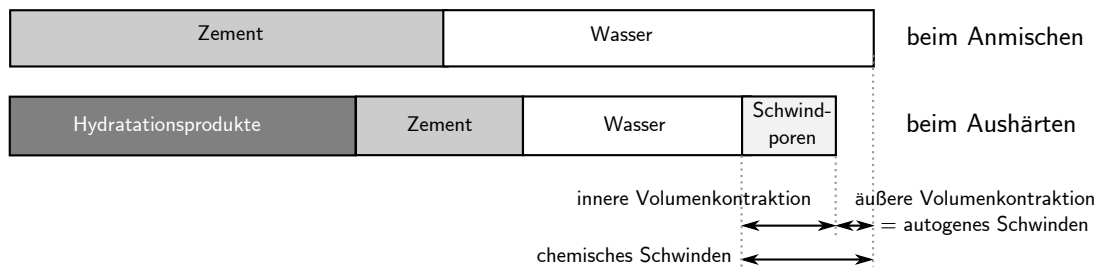 Zement Wasser beim Anmischen
Hydratationsprodukte Zement Wasser Schwind-
poren beim Aushärten
innere Volumenkontraktion äußere Volumenkontraktion
= autogenes Schwinden
chemisches Schwinden